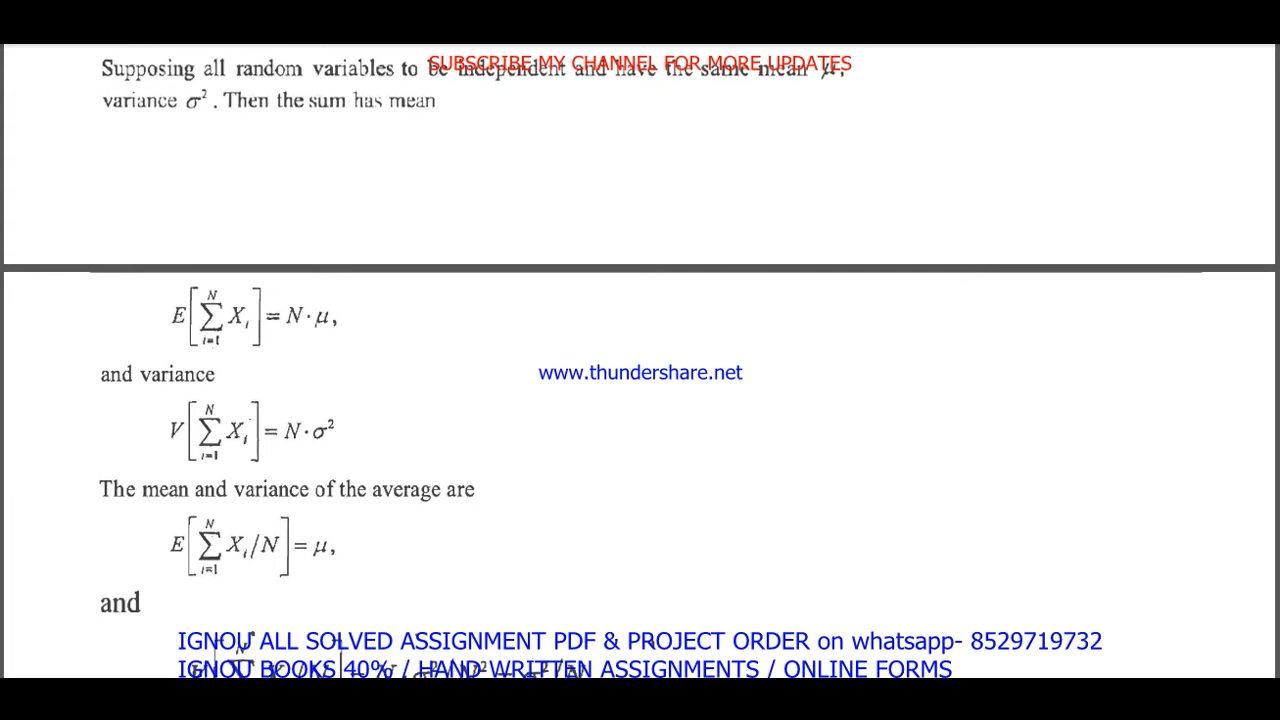 SUBSCRIBE MY CHANNEL FOR MORE UPDATES
Supposing all random variables to be independent and have the same mean μ,
variance σ². Then the sum has mean
E[∑_{i=1}^{N} X_i] = N · μ,
and variance
www.thundershare.net
V[∑_{i=1}^{N} X_i] = N · σ²
The mean and variance of the average are
E[∑_{i=1}^{N} X_i/N] = μ,
and
IGNOU ALL SOLVED ASSIGNMENT PDF & PROJECT ORDER on whatsapp- 8529719732
IGNOU BOOKS 40% / HAND WRITTEN ASSIGNMENTS / ONLINE FORMS